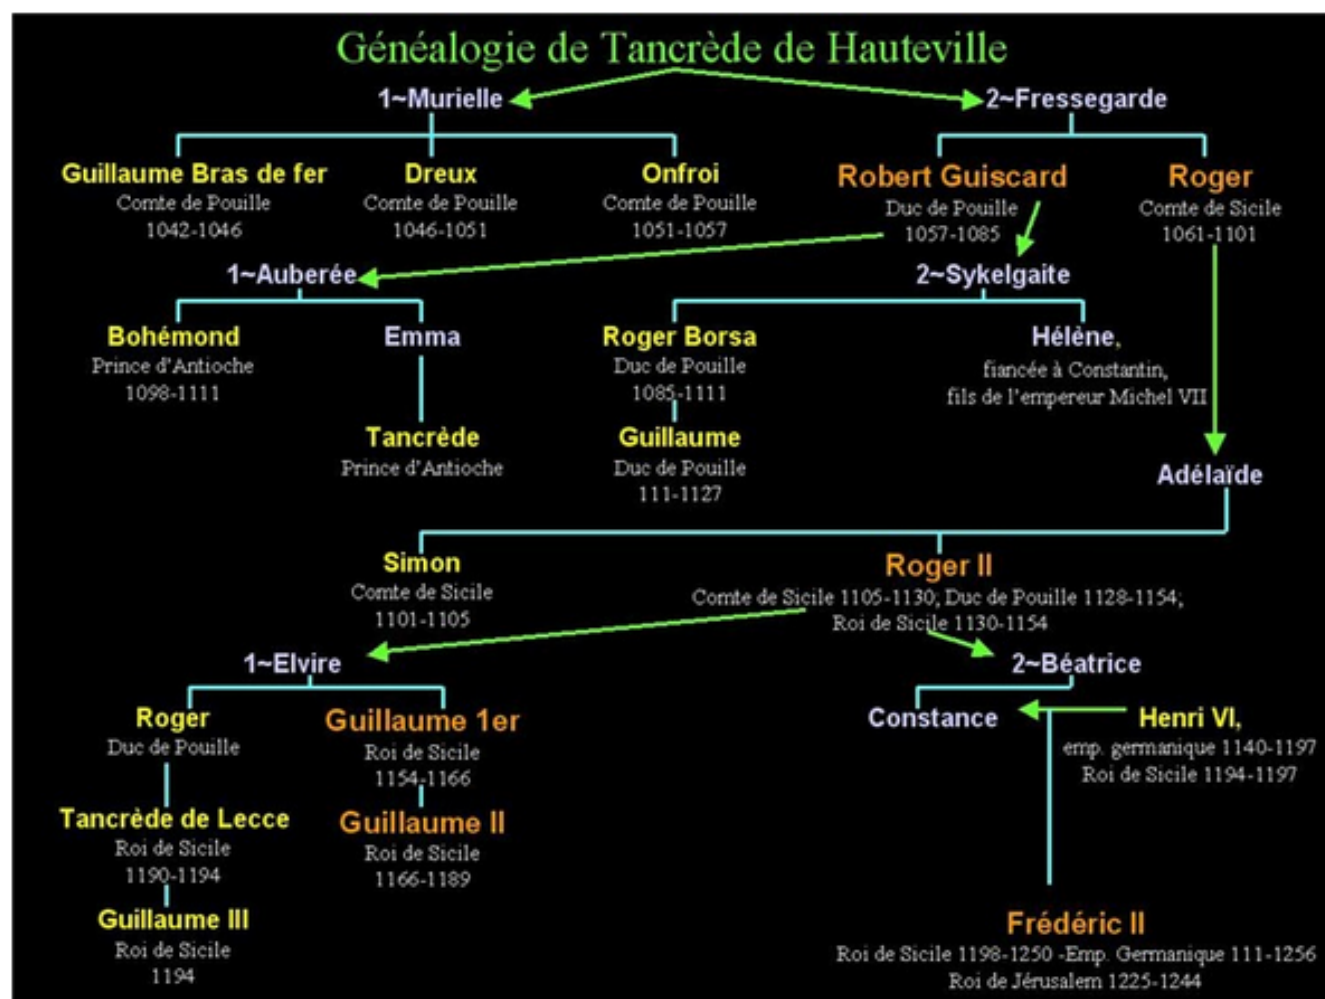 Généalogie de Tancrède de Hauteville
1~Murielle
2~Fressegarde
Guillaume Bras de fer
Comte de Pouille
1042-1046
Dreux
Comte de Pouille
1046-1051
Onfroi
Comte de Pouille
1051-1057
Robert Guiscard
Duc de Pouille
1057-1085
Roger
Comte de Sicile
1061-1101
1~Auberée
2~Sykelgaite
Bohémond
Prince d'Antioche
1098-1111
Emma
Roger Borsa
Duc de Pouille
1085-1111
Hélène,
fiancée à Constantin,
fils de l'empereur Michel VII
Tancrède
Prince d'Antioche
Guillaume
Duc de Pouille
111-1127
Adélaïde
Simon
Comte de Sicile
1101-1105
Roger II
Comte de Sicile 1105-1130; Duc de Pouille 1128-1154;
Roi de Sicile 1130-1154
1~Elvire
2~Béatrice
Roger
Duc de Pouille
Guillaume 1er
Roi de Sicile
1154-1166
Constance
Henri VI,
emp. germanique 1140-1197
Roi de Sicile 1194-1197
Tancrède de Lecce
Roi de Sicile
1190-1194
Guillaume II
Roi de Sicile
1166-1189
Guillaume III
Roi de Sicile
1194
Frédéric II
Roi de Sicile 1198-1250 -Emp. Germanique 111-1256
Roi de Jérusalem 1225-1244